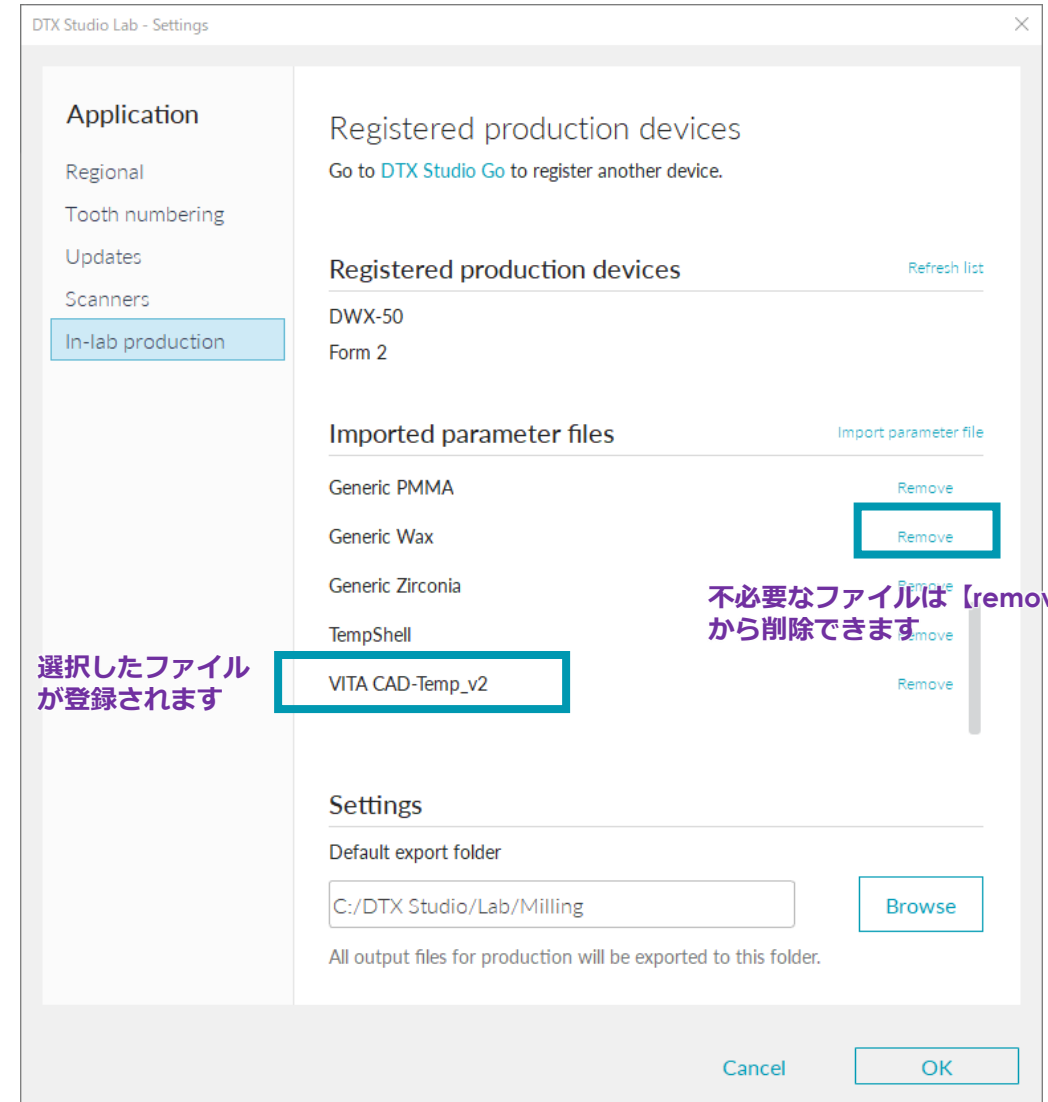 DTX Studio Lab - Settings
Application
Regional
Tooth numbering
Updates
Scanners
In-lab production
Registered production devices
Go to DTX Studio Go to register another device.
Registered production devices
Refresh list
DWX-50
Form 2
Imported parameter files
Import parameter file
Generic PMMA
Remove
Generic Wax
Remove
Generic Zirconia
Remove
不必要なファイルは【remov
から削除できます
TempShell
Remove
選択したファイル
が登録されます
VITA CAD-Temp_v2
Remove
Settings
Default export folder
C:/DTX Studio/Lab/Milling
Browse
All output files for production will be exported to this folder.
Cancel
OK